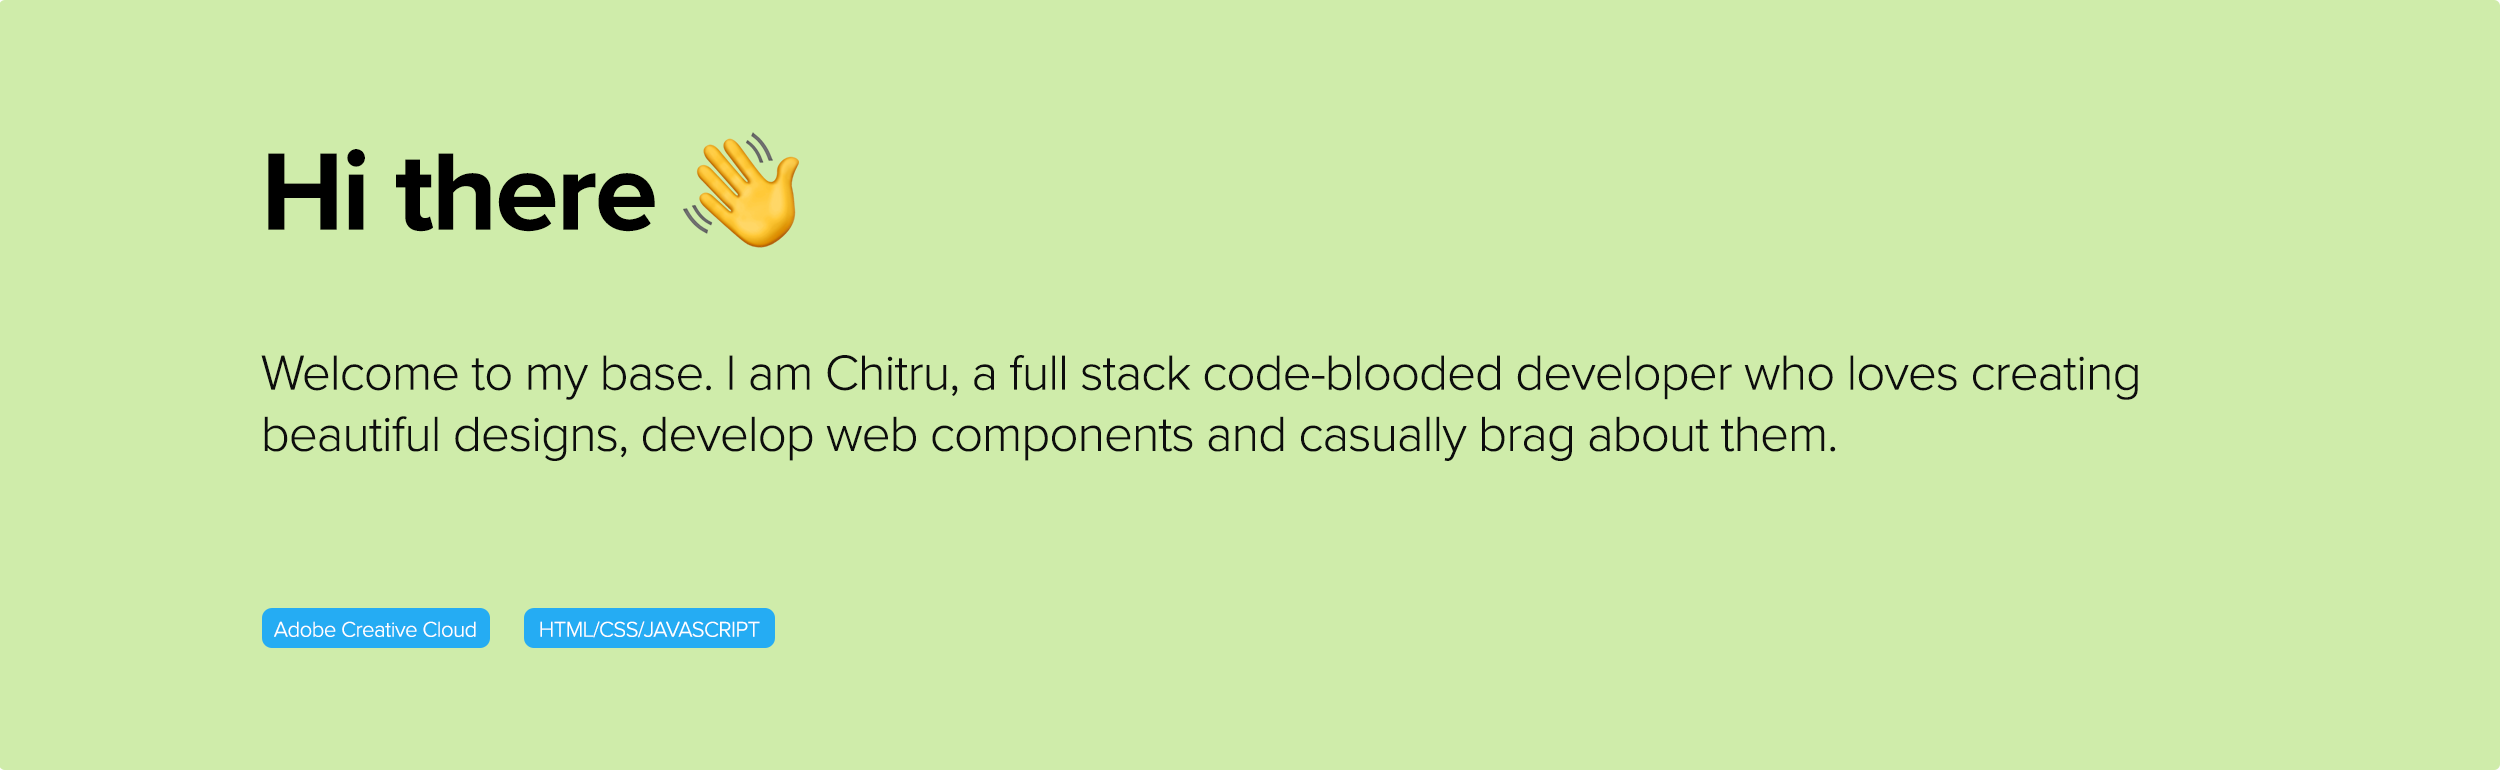 Hi there 👋
Welcome to my base. I am Chitru, a full stack code-blooded developer who loves creating
beautiful designs, develop web components and casually brag about them.
Adobe Creative Cloud
HTML/CSS/JAVASCRIPT